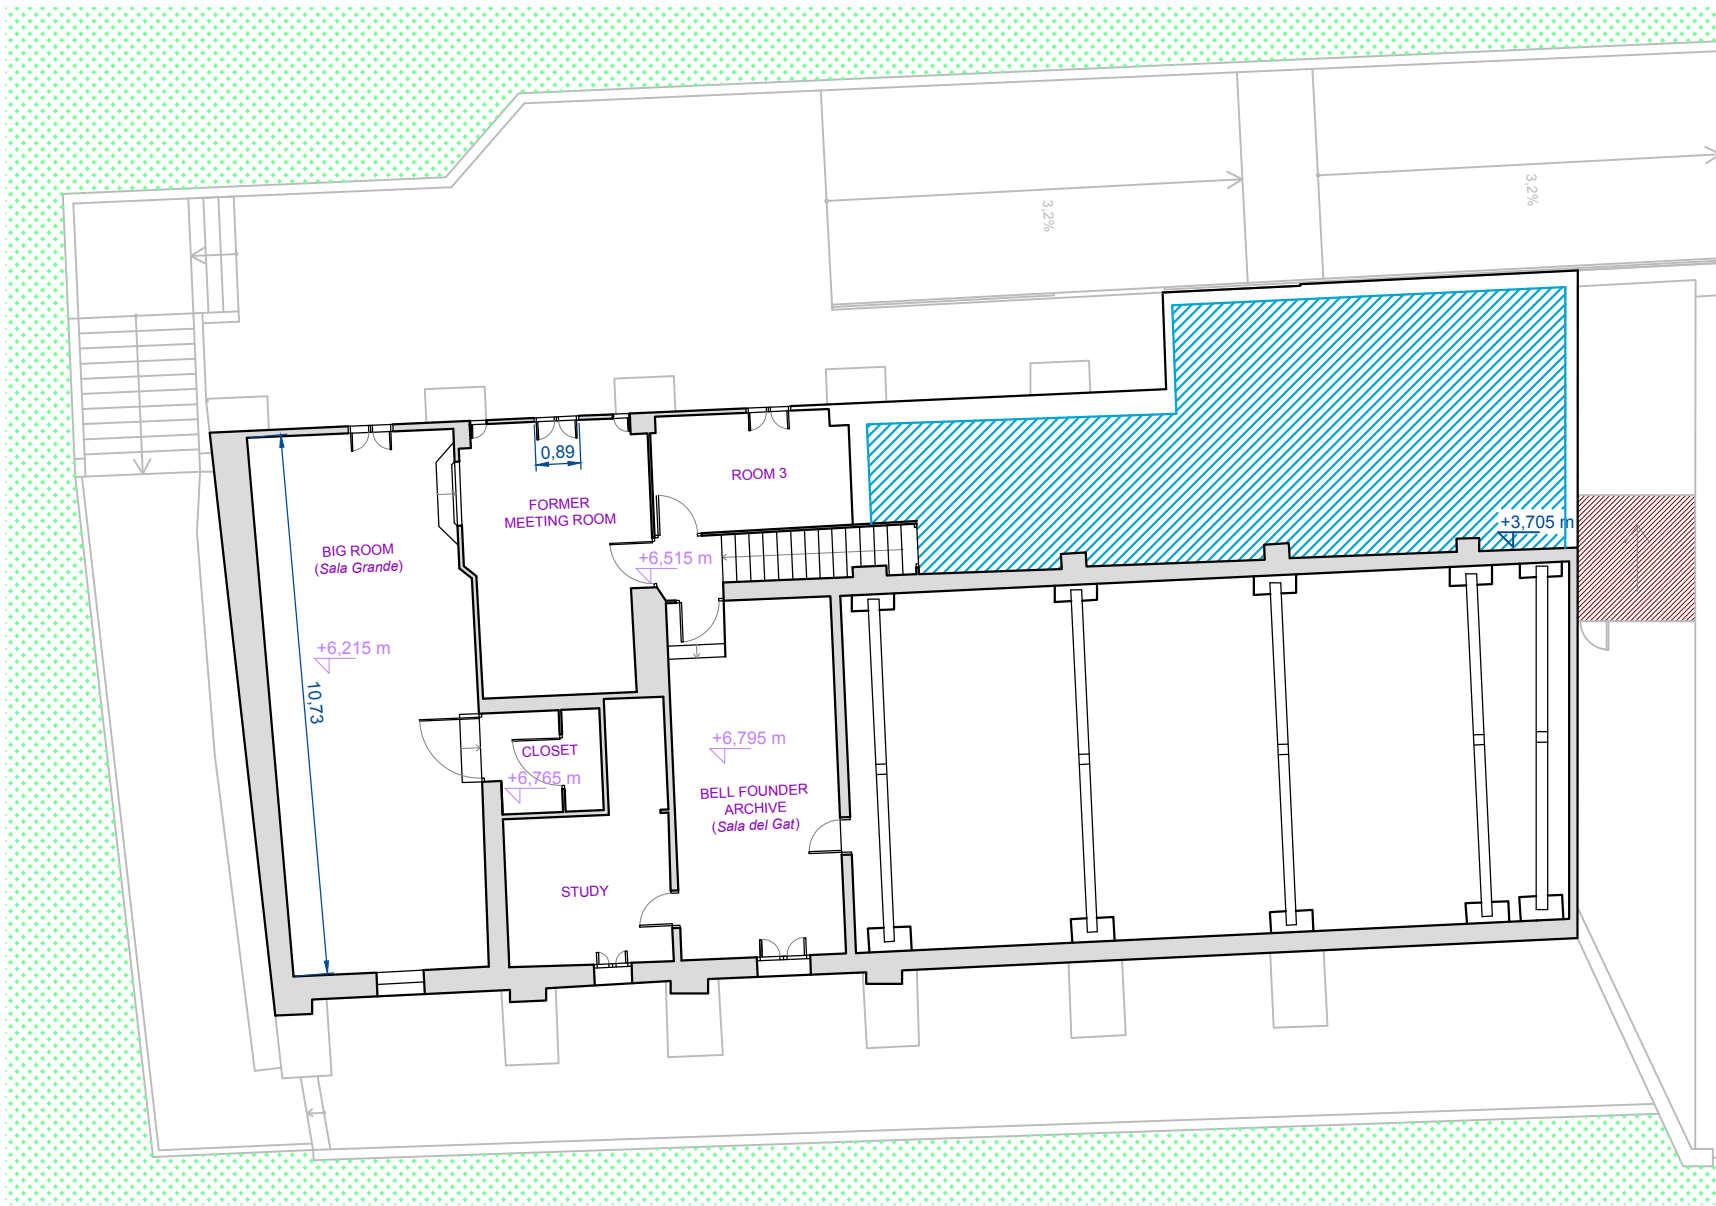 3,2%
3,2%
0,89
ROOM 3
FORMER
MEETING ROOM
+3,705 m
BIG ROOM
(Sala Grande)
+6,515 m
+6,215 m
10,73
CLOSET
+6,765 m
+6,795 m
BELL FOUNDER
ARCHIVE
(Sala del Gat)
STUDY